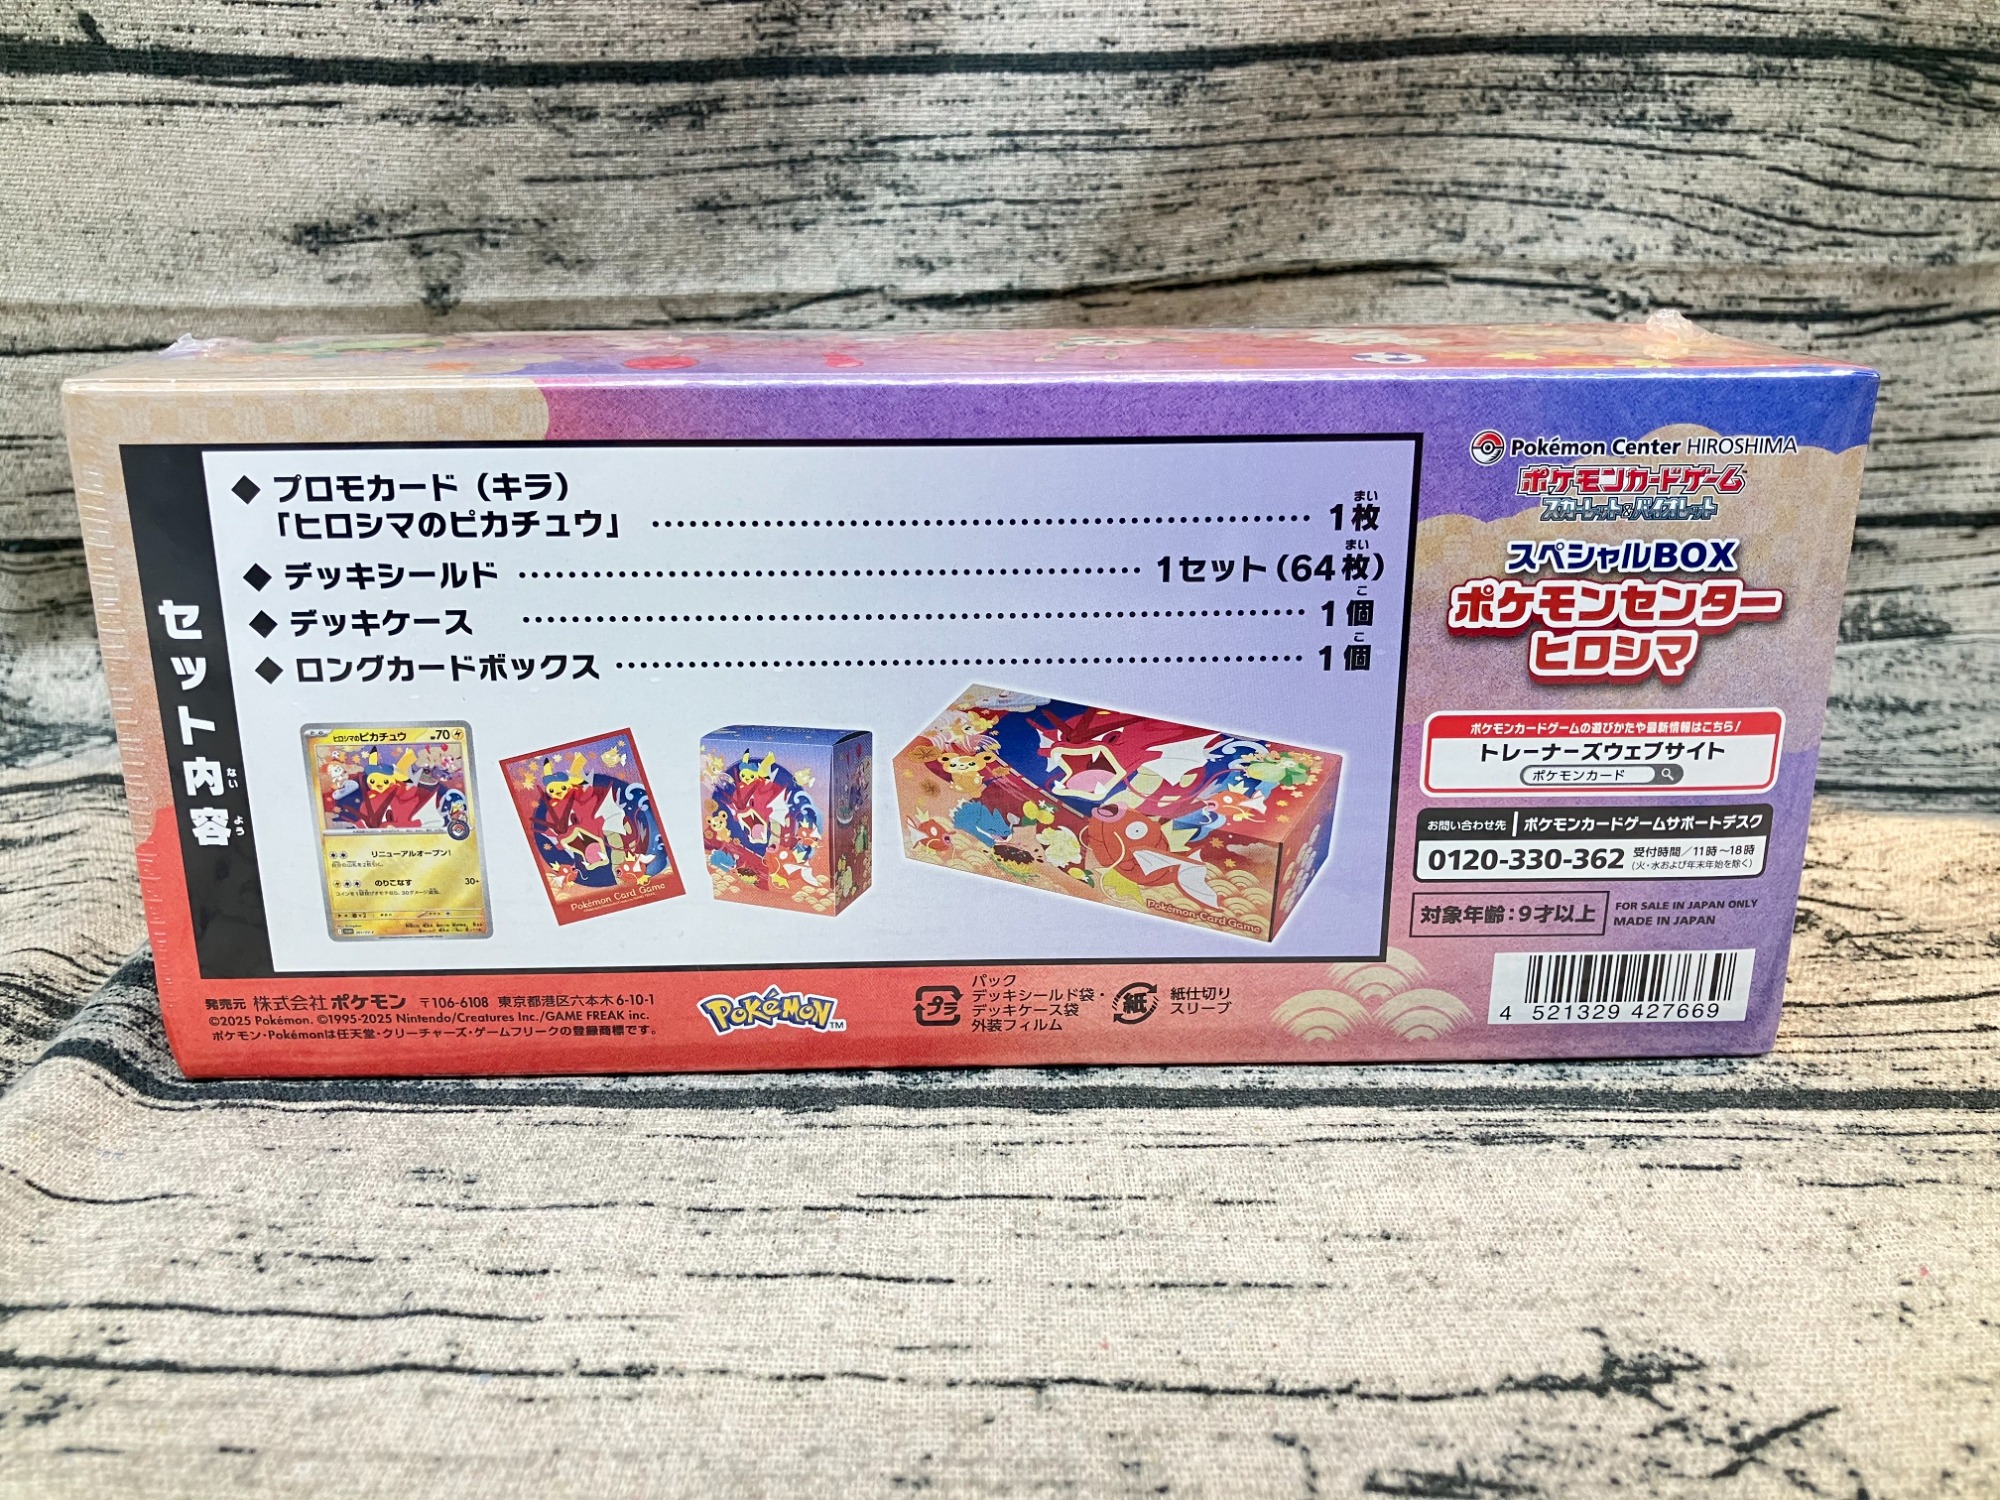 セット内容
ない
よう
◆ プロモカード（キラ）
「ヒロシマのピカチュウ」 1枚
まい
◆ デッキシールド 1セット（64枚）
まい
◆ デッキケース 1個
こ
◆ ロングカードボックス 1個
こ
ヒロシマのピカチュウ HP70
リニューアルオープン!
のりこなす 30+
Pokémon Card Game
Pokémon Card Game
Pokémon Center HIROSHIMA
ポケモンカードゲーム
スカーレット&バイオレット
スペシャルBOX
ポケモンセンター
ヒロシマ
ポケモンカードゲームの遊びかたや最新情報はこちら!
トレーナーズウェブサイト
ポケモンカード
お問い合わせ先 ポケモンカードゲームサポートデスク
0120-330-362 受付時間/11時~18時
(火・水および年末年始を除く)
対象年齢:9才以上
FOR SALE IN JAPAN ONLY
MADE IN JAPAN
4 521329 427669
発売元 株式会社ポケモン 〒106-6108 東京都港区六本木6-10-1
©2025 Pokémon. ©1995-2025 Nintendo/Creatures Inc./GAME FREAK inc.
ポケモン・Pokémonは任天堂・クリーチャーズ・ゲームフリークの登録商標です。
POKéMON TM
プラ
パック
デッキシールド袋・
デッキケース袋
外装フィルム
紙
紙仕切り
スリーブ